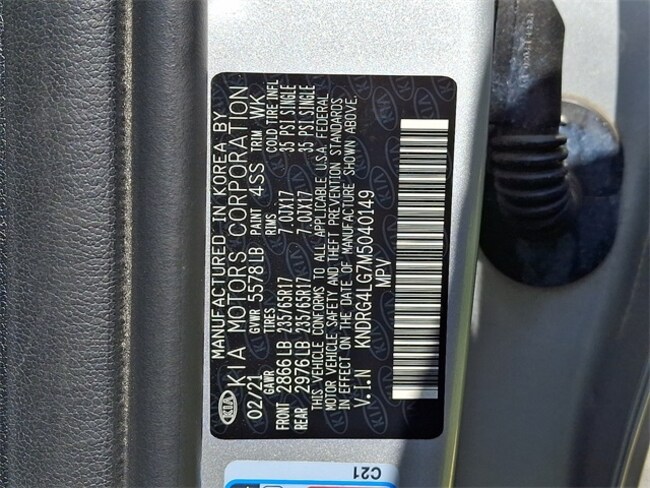 MANUFACTURED IN KOREA BY
KIA KIA MOTORS CORPORATION
02/21 GVWR 5578LB PAINT 4SS TRIM WK
GAWR TIRES RIMS COLD TIRE INFL
FRONT 2866LB 235/65R17 7.0JX17 35 PSI SINGLE
REAR 2976LB 235/65R17 7.0JX17 35 PSI SINGLE
THIS VEHICLE CONFORMS TO ALL APPLICABLE U.S.A. FEDERAL
MOTOR VEHICLE SAFETY AND THEFT PREVENTION STANDARDS
IN EFFECT ON THE DATE OF MANUFACTURE SHOWN ABOVE.
V.I.N KNDRG4LG7M5040149
MPV
C21